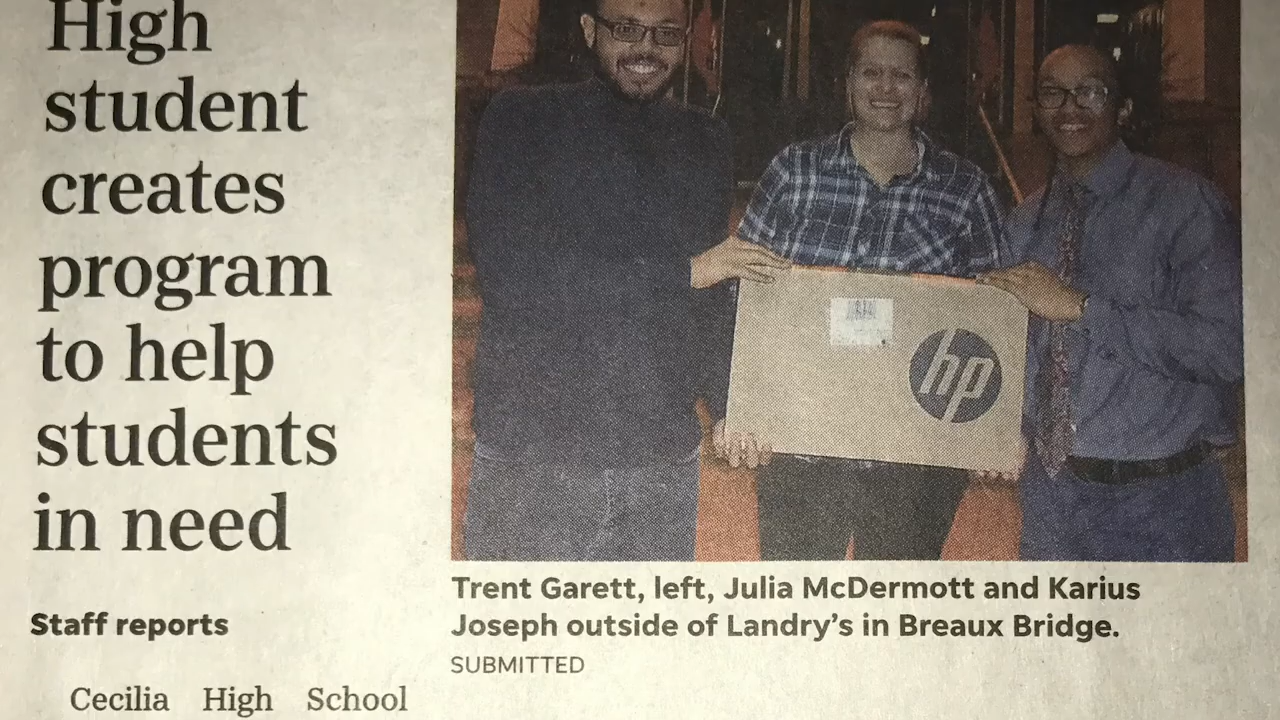 High
student
creates
program
to help
students
in need
Staff reports
Cecilia High School
hp
Trent Garett, left, Julia McDermott and Karius
Joseph outside of Landry’s in Breaux Bridge.
SUBMITTED